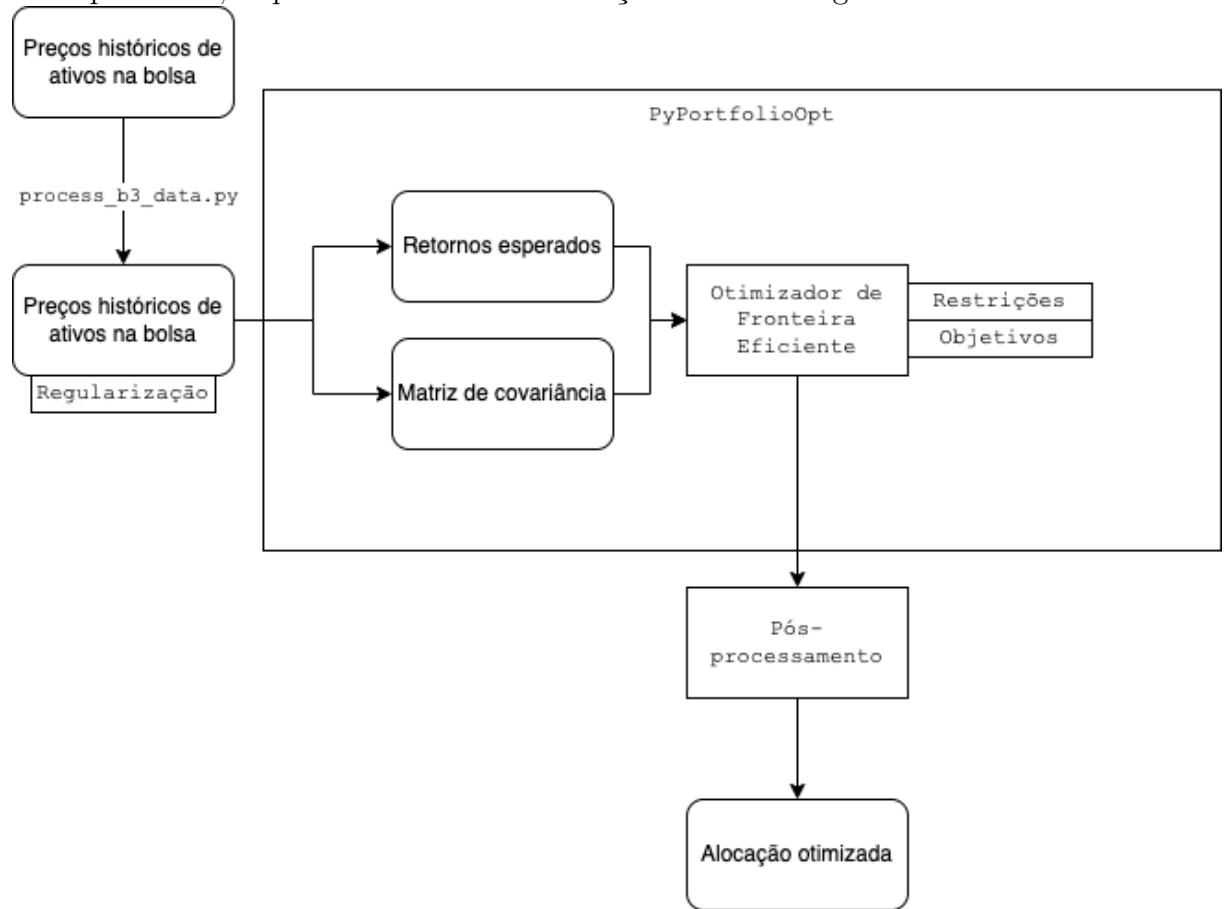 Preços históricos de
ativos na bolsa
process_b3_data.py
Preços históricos de
ativos na bolsa
Regularização
PyPortfolioOpt
Retornos esperados
Matriz de covariância
Otimizador de
Fronteira
Eficiente
Restrições
Objetivos
Pós-
processamento
Alocação otimizada